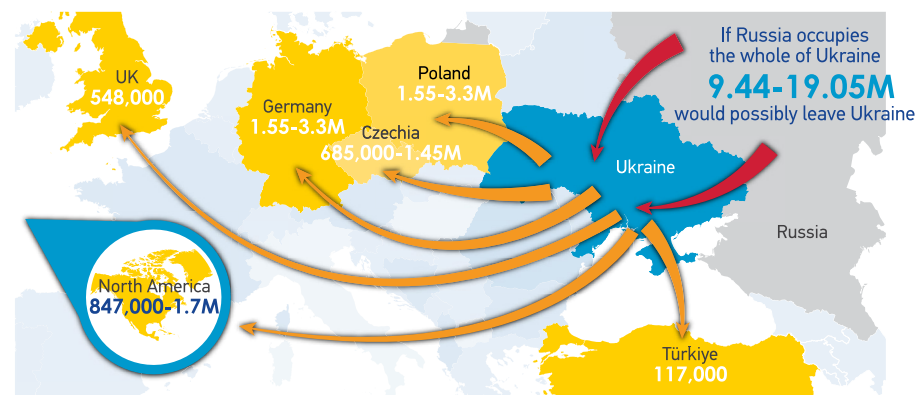 If Russia occupies
the whole of Ukraine
9.44-19.05M
would possibly leave Ukraine
UK
548,000
Germany
1.55-3.3M
Poland
1.55-3.3M
Czechia
685,000-1.45M
Ukraine
Russia
North America
847,000-1.7M
Türkiye
117,000